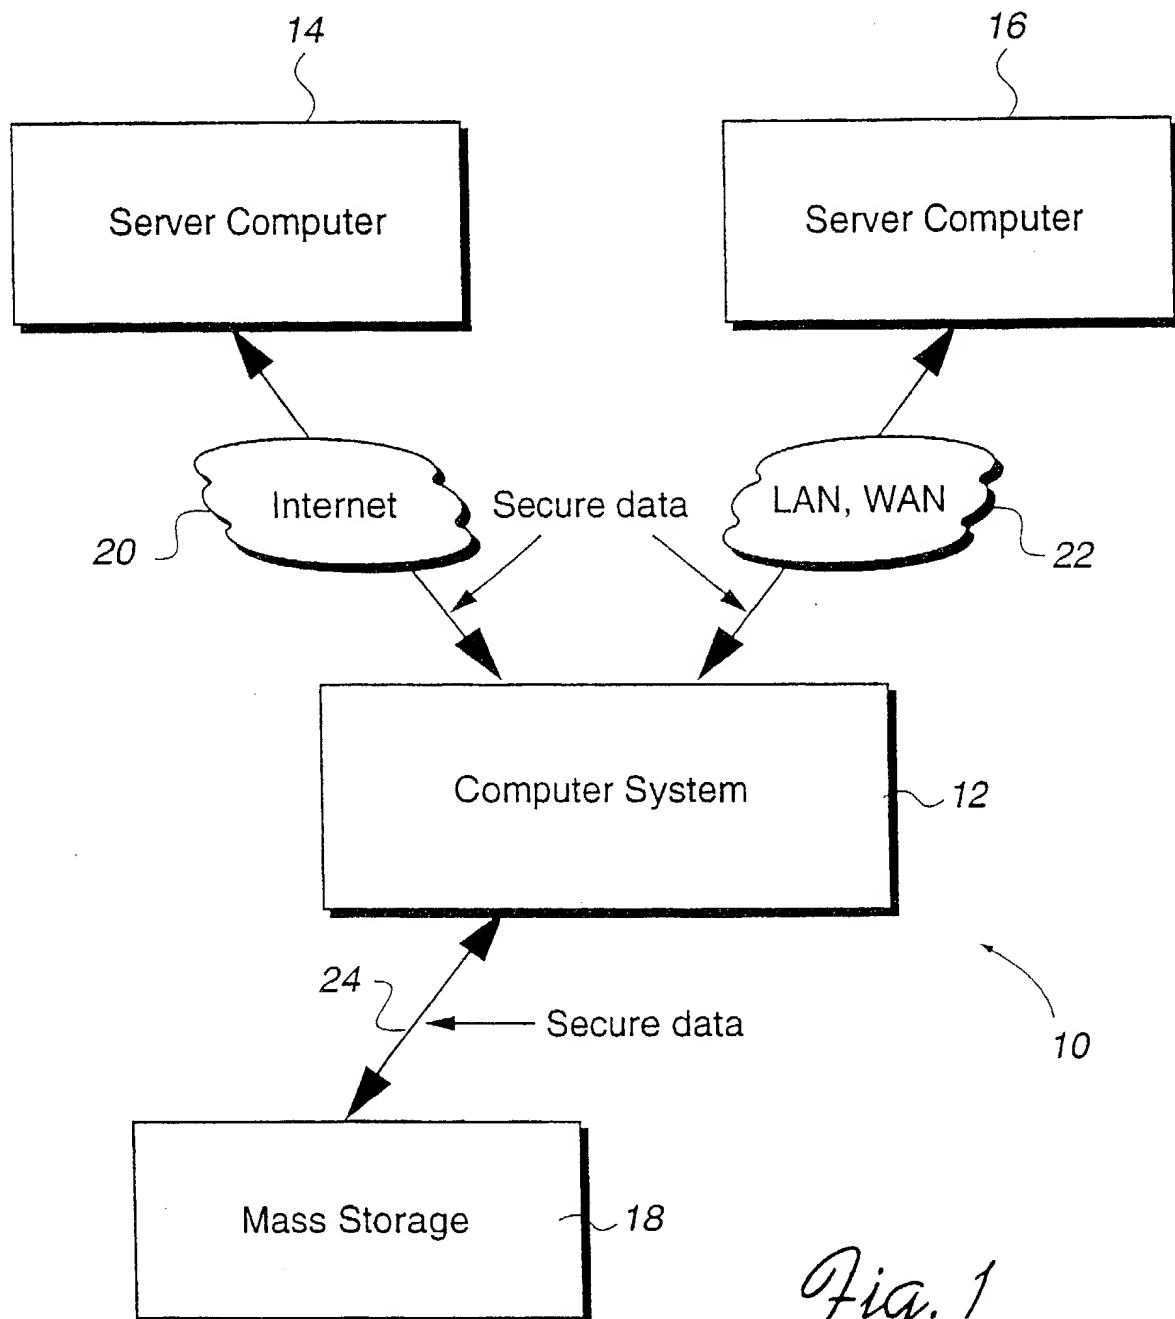 14
16
Server Computer
Server Computer
Internet
Secure data
LAN, WAN
20
22
Computer System
12
24
Secure data
10
Mass Storage
18
Fig. 1